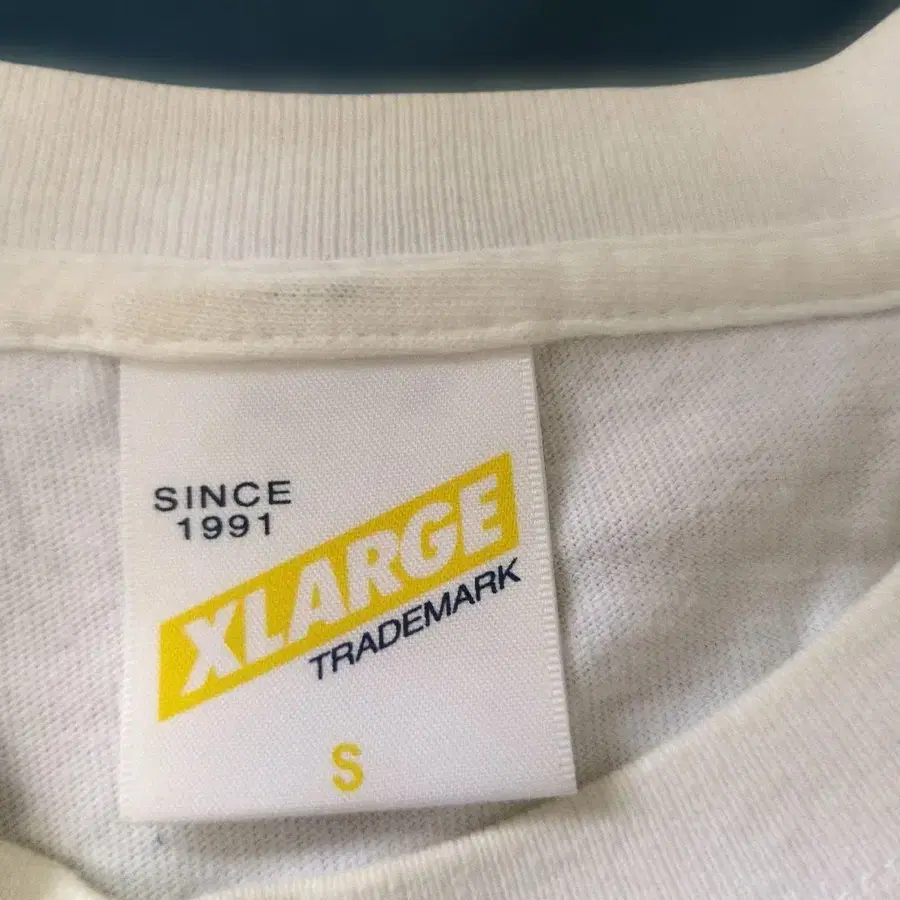 SINCE
1991
XLARGE
TRADEMARK
S